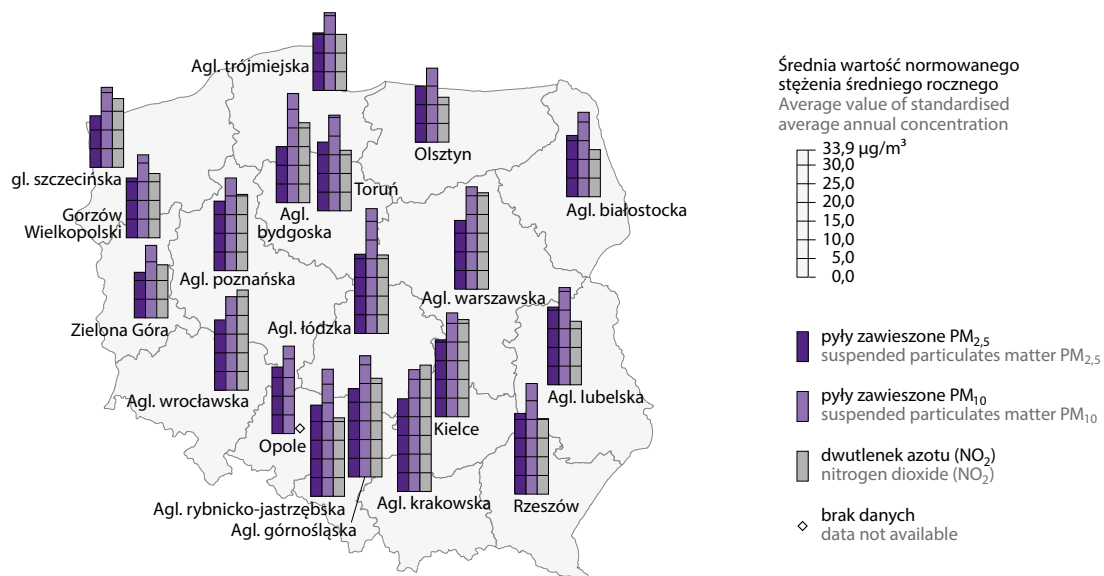 Agl. trójmiejska
Olsztyn
gl. szczecińska
Toruń
Agl. białostocka
Gorzów
Wielkopolski
Agl.
bydgoska
Agl. poznańska
Agl. warszawska
Zielona Góra
Agl. łódzka
Agl. wrocławska
Agl. lubelska
Kielce
Opole
Agl. rybnicko-jastrzębska
Agl. krakowska
Rzeszów
Agl. górnośląska
Średnia wartość normowanego
stężenia średniego rocznego
Average value of standardised
average annual concentration
33,9 µg/m³
30,0
25,0
20,0
15,0
10,0
5,0
0,0
pyły zawieszone PM2,5
suspended particulates matter PM2,5
pyły zawieszone PM10
suspended particulates matter PM10
dwutlenek azotu (NO2)
nitrogen dioxide (NO2)
brak danych
data not available